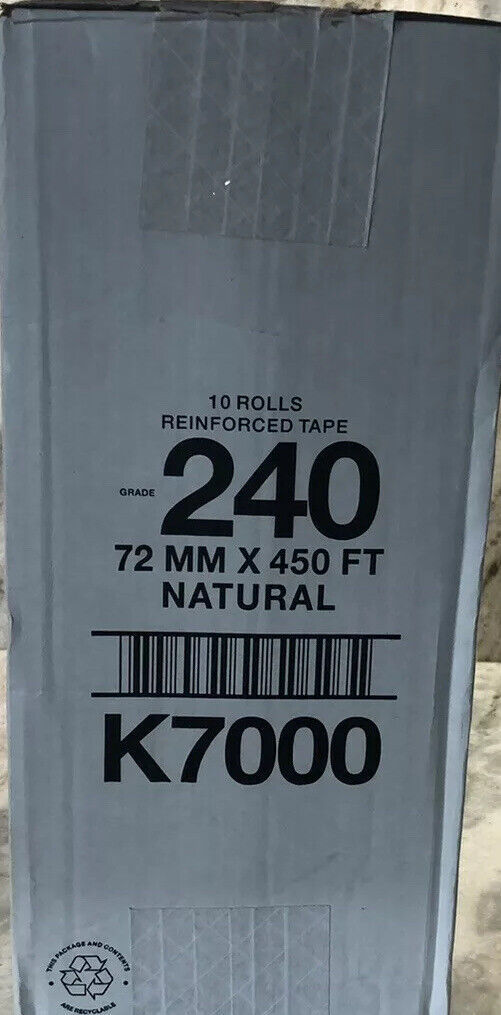 10 ROLLS
REINFORCED TAPE
GRADE 240
72 MM X 450 FT
NATURAL
K7000
THIS PACKAGE AND CONTENTS
ARE RECYCLABLE